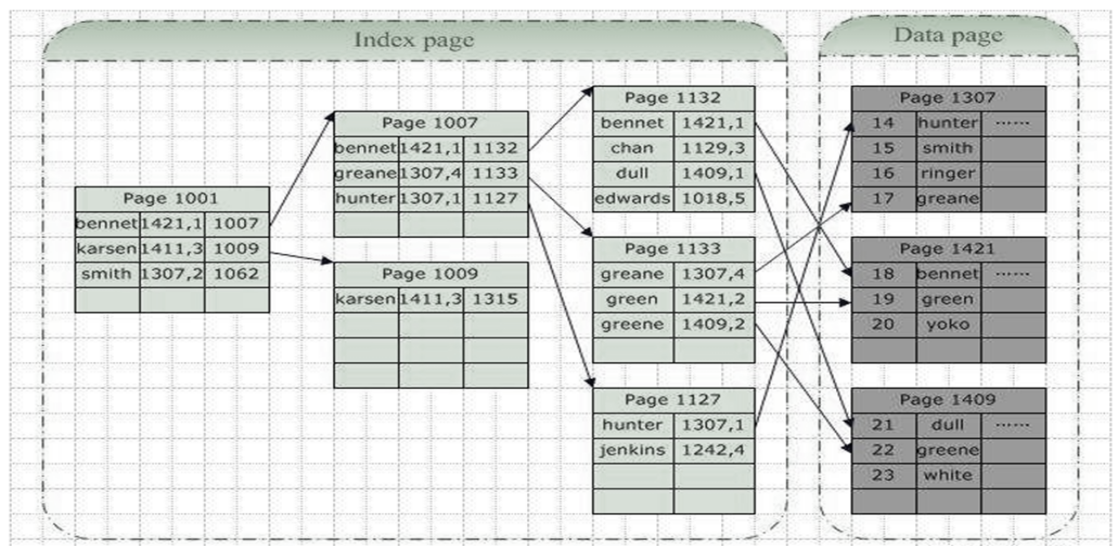 Index page
Data page
Page 1001
bennet 1421,1 1007
karsen 1411,3 1009
smith 1307,2 1062
Page 1007
bennet 1421,1 1132
greane 1307,4 1133
hunter 1307,1 1127
Page 1009
karsen 1411,3 1315
Page 1132
bennet 1421,1
chan 1129,3
dull 1409,1
edwards 1018,5
Page 1133
greane 1307,4
green 1421,2
greene 1409,2
Page 1127
hunter 1307,1
jenkins 1242,4
Page 1307
14 hunter ......
15 smith
16 ringer
17 greane
Page 1421
18 bennet ......
19 green
20 yoko
Page 1409
21 dull ......
22 greene
23 white